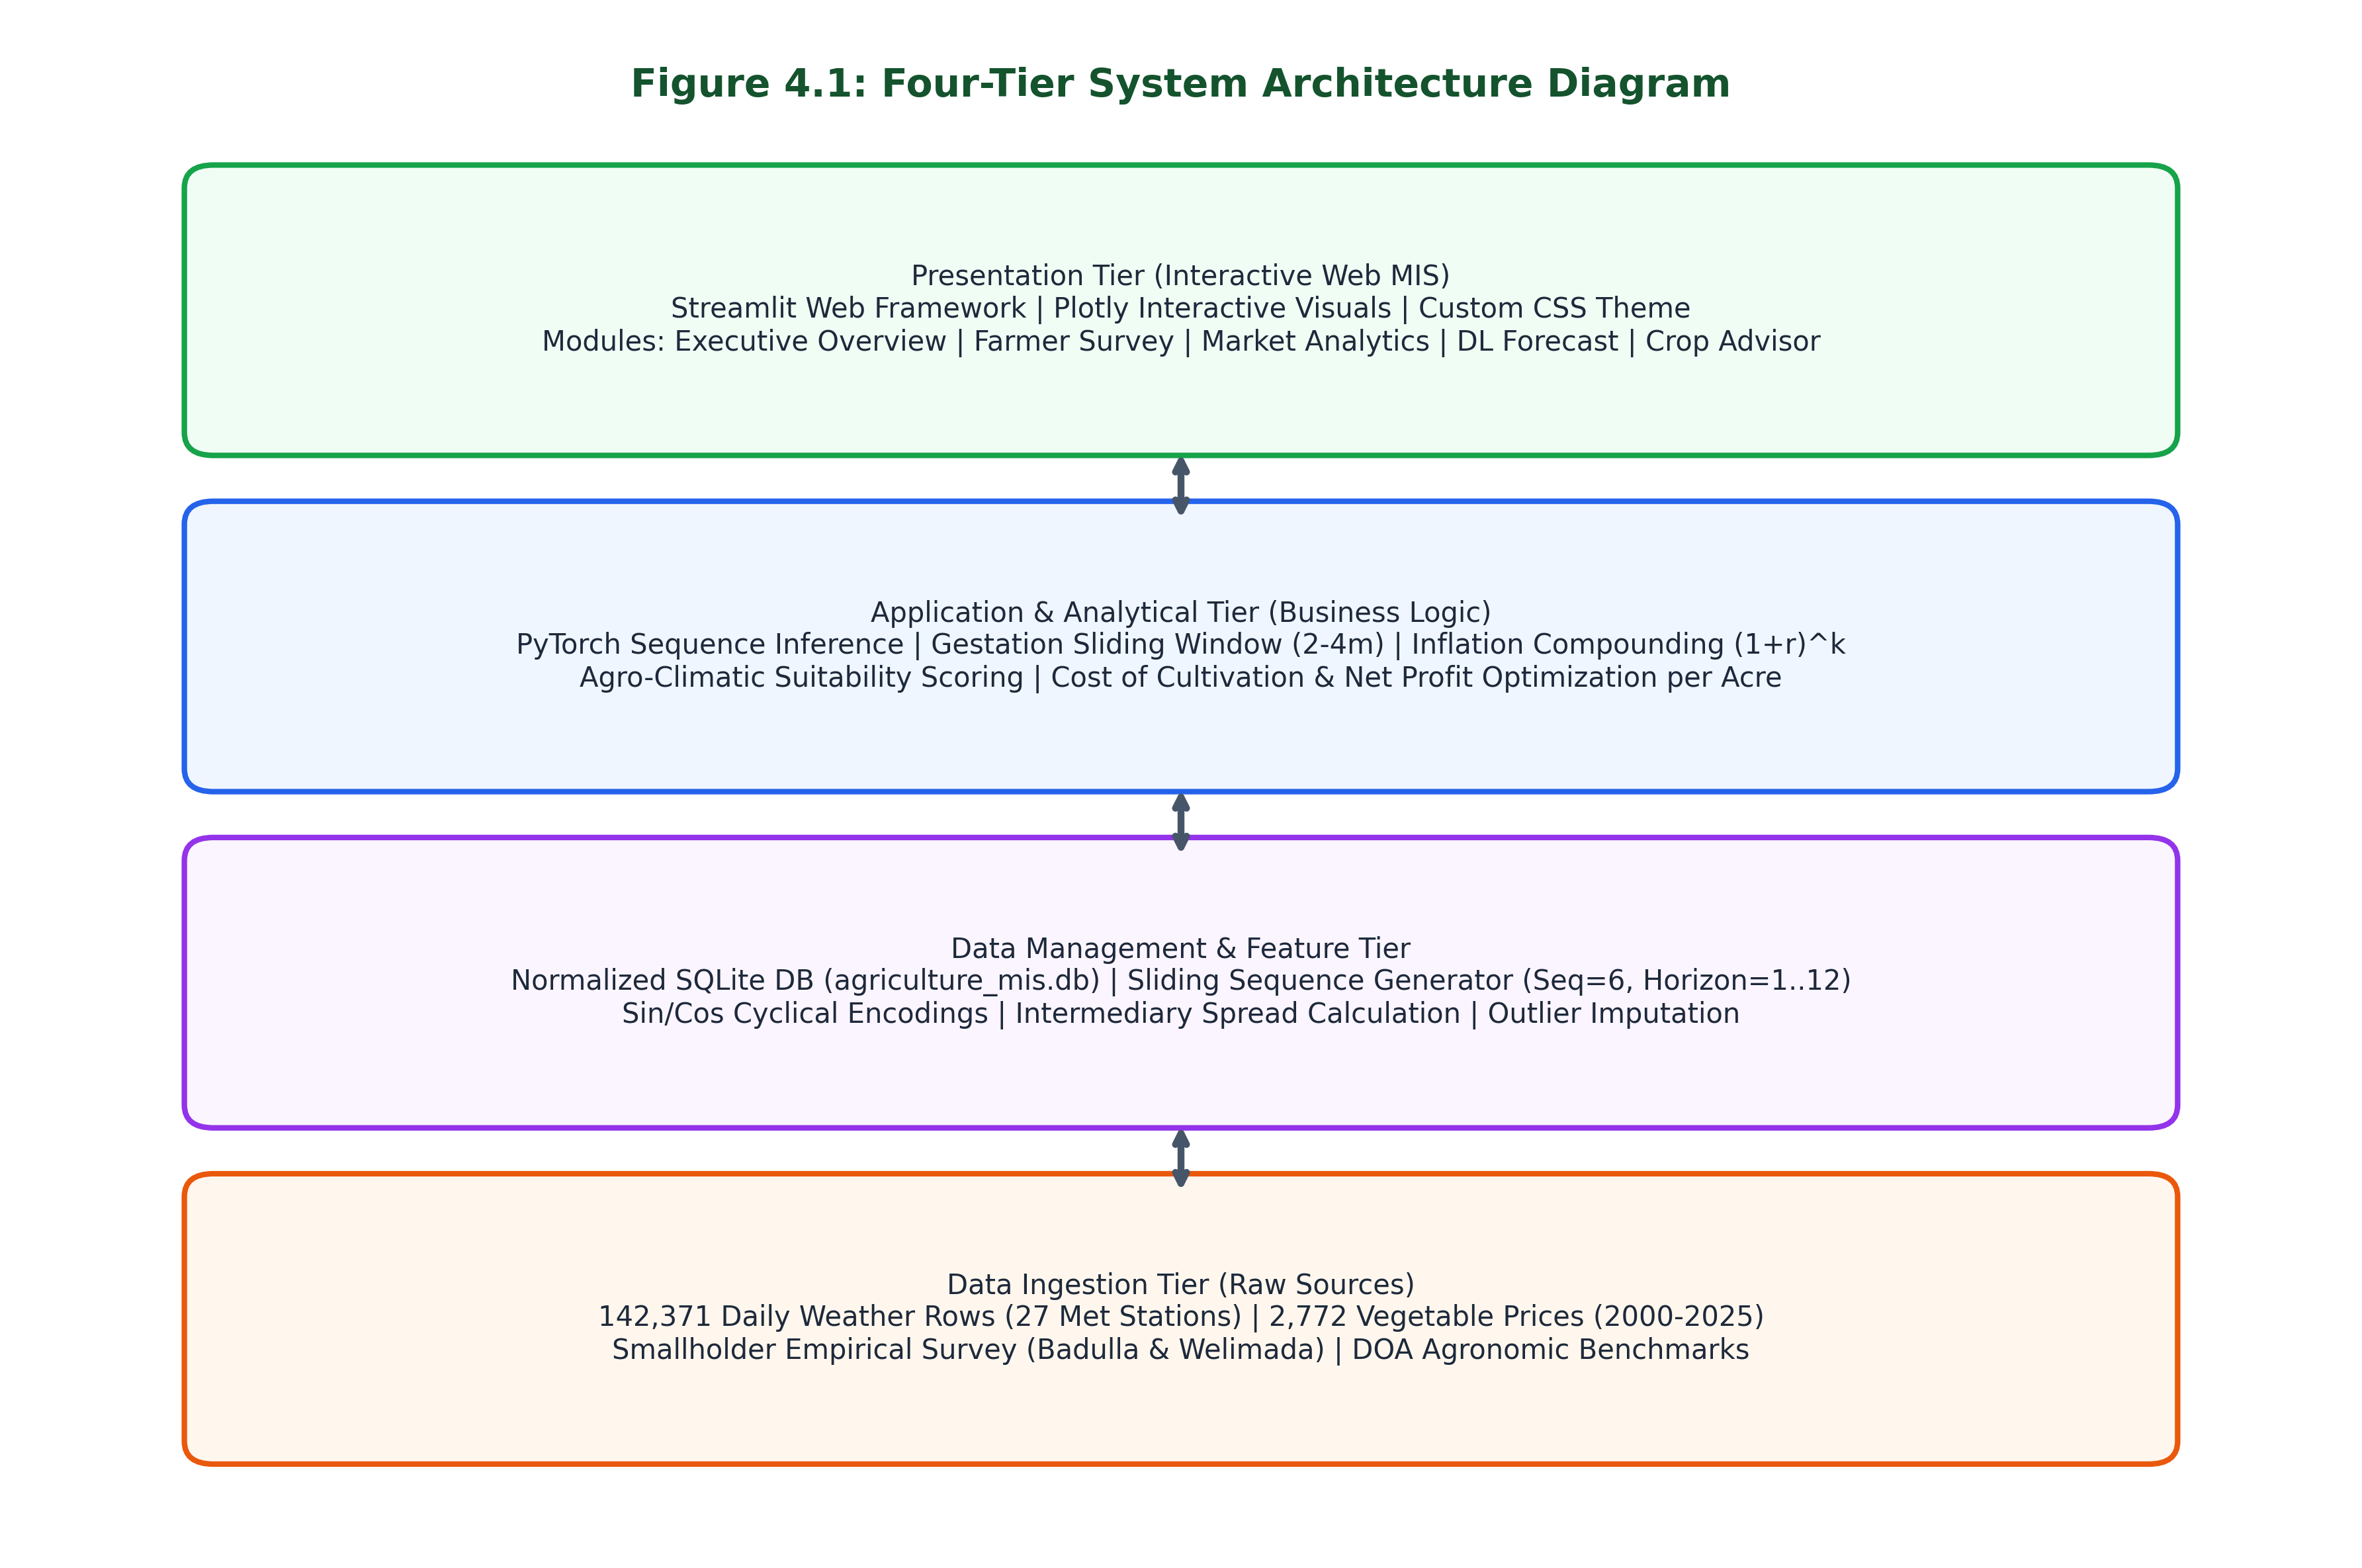 Figure 4.1: Four-Tier System Architecture Diagram
Presentation Tier (Interactive Web MIS)
Streamlit Web Framework | Plotly Interactive Visuals | Custom CSS Theme
Modules: Executive Overview | Farmer Survey | Market Analytics | DL Forecast | Crop Advisor
Application & Analytical Tier (Business Logic)
PyTorch Sequence Inference | Gestation Sliding Window (2-4m) | Inflation Compounding (1+r)^k
Agro-Climatic Suitability Scoring | Cost of Cultivation & Net Profit Optimization per Acre
Data Management & Feature Tier
Normalized SQLite DB (agriculture_mis.db) | Sliding Sequence Generator (Seq=6, Horizon=1..12)
Sin/Cos Cyclical Encodings | Intermediary Spread Calculation | Outlier Imputation
Data Ingestion Tier (Raw Sources)
142,371 Daily Weather Rows (27 Met Stations) | 2,772 Vegetable Prices (2000-2025)
Smallholder Empirical Survey (Badulla & Welimada) | DOA Agronomic Benchmarks